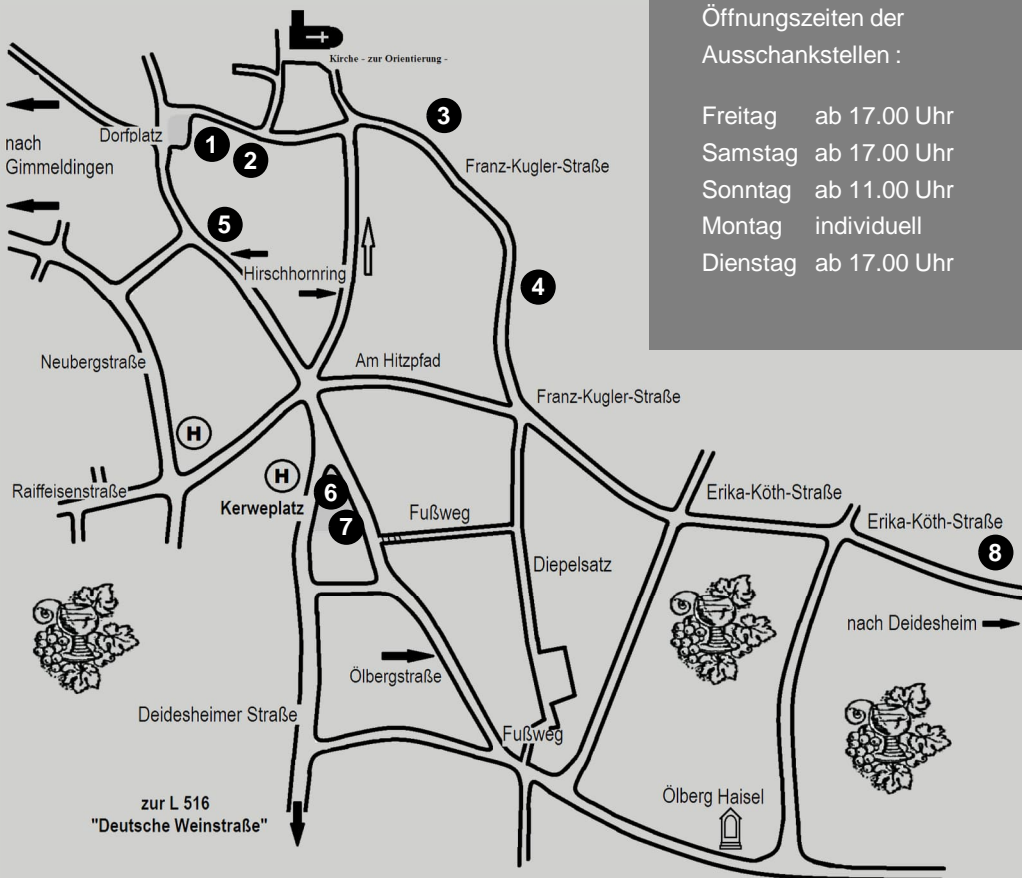 Öffnungszeiten der
Ausschankstellen :
Freitag ab 17.00 Uhr
Samstag ab 17.00 Uhr
Sonntag ab 11.00 Uhr
Montag individuell
Dienstag ab 17.00 Uhr
Kirche - zur Orientierung -
3
nach
Gimmeldingen
Dorfplatz
1
2
Franz-Kugler-Straße
5
Hirschhornring
4
Neubergstraße
Am Hitzpfad
Franz-Kugler-Straße
H
H
Raiffeisenstraße
Kerweplatz
6
7
Fußweg
Erika-Köth-Straße
Erika-Köth-Straße
8
Diepelsatz
nach Deidesheim
Ölbergstraße
Deidesheimer Straße
Fußweg
zur L 516
"Deutsche Weinstraße"
Ölberg Haisel